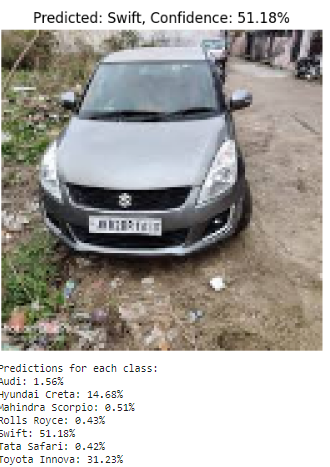 Predicted: Swift, Confidence: 51.18%
Predictions for each class:
Audi: 1.56%
Hyundai Creta: 14.68%
Mahindra Scorpio: 0.51%
Rolls Royce: 0.43%
Swift: 51.18%
Tata Safari: 0.42%
Toyota Innova: 31.23%